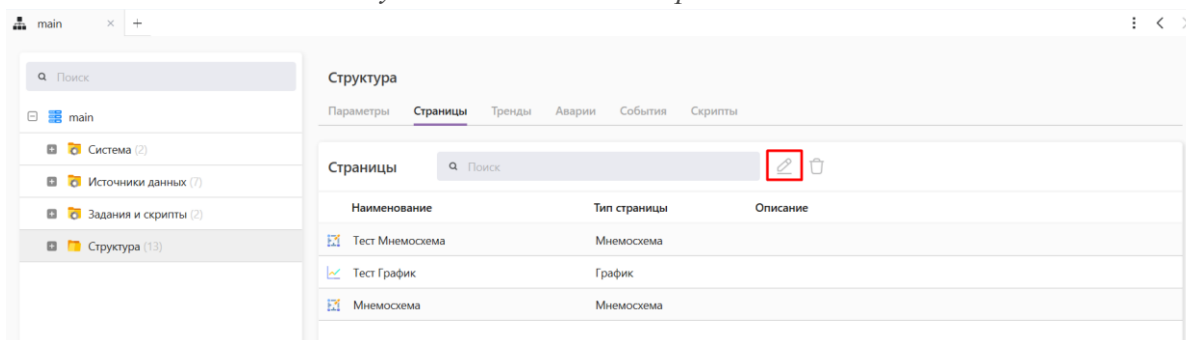 main × +
Поиск
main
Система (2)
Источники данных (7)
Задания и скрипты (2)
Структура (13)
Структура
Параметры Страницы Тренды Аварии События Скрипты
Страницы Поиск
Наименование Тип страницы Описание
Тест Мнемосхема Мнемосхема
Тест График График
Мнемосхема Мнемосхема